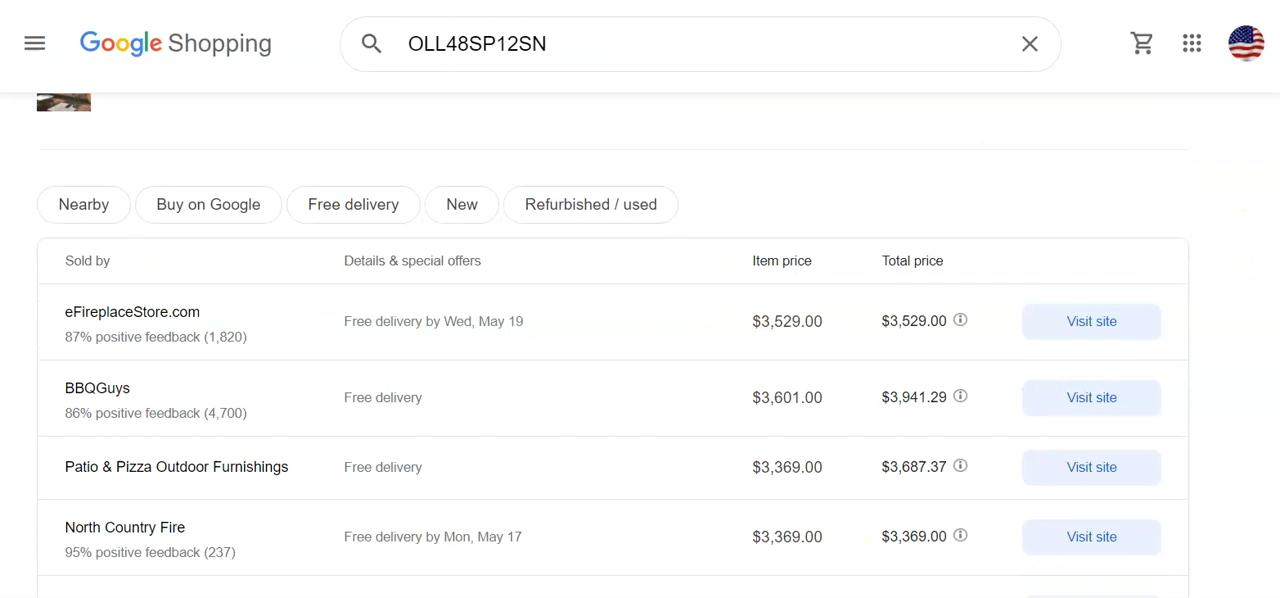 Google Shopping
OLL48SP12SN
Nearby
Buy on Google
Free delivery
New
Refurbished / used
Sold by Details & special offers Item price Total price
eFireplaceStore.com
87% positive feedback (1,820)
Free delivery by Wed, May 19 $3,529.00 $3,529.00 Visit site
BBQGuys
86% positive feedback (4,700)
Free delivery $3,601.00 $3,941.29 Visit site
Patio & Pizza Outdoor Furnishings Free delivery $3,369.00 $3,687.37 Visit site
North Country Fire
95% positive feedback (237)
Free delivery by Mon, May 17 $3,369.00 $3,369.00 Visit site